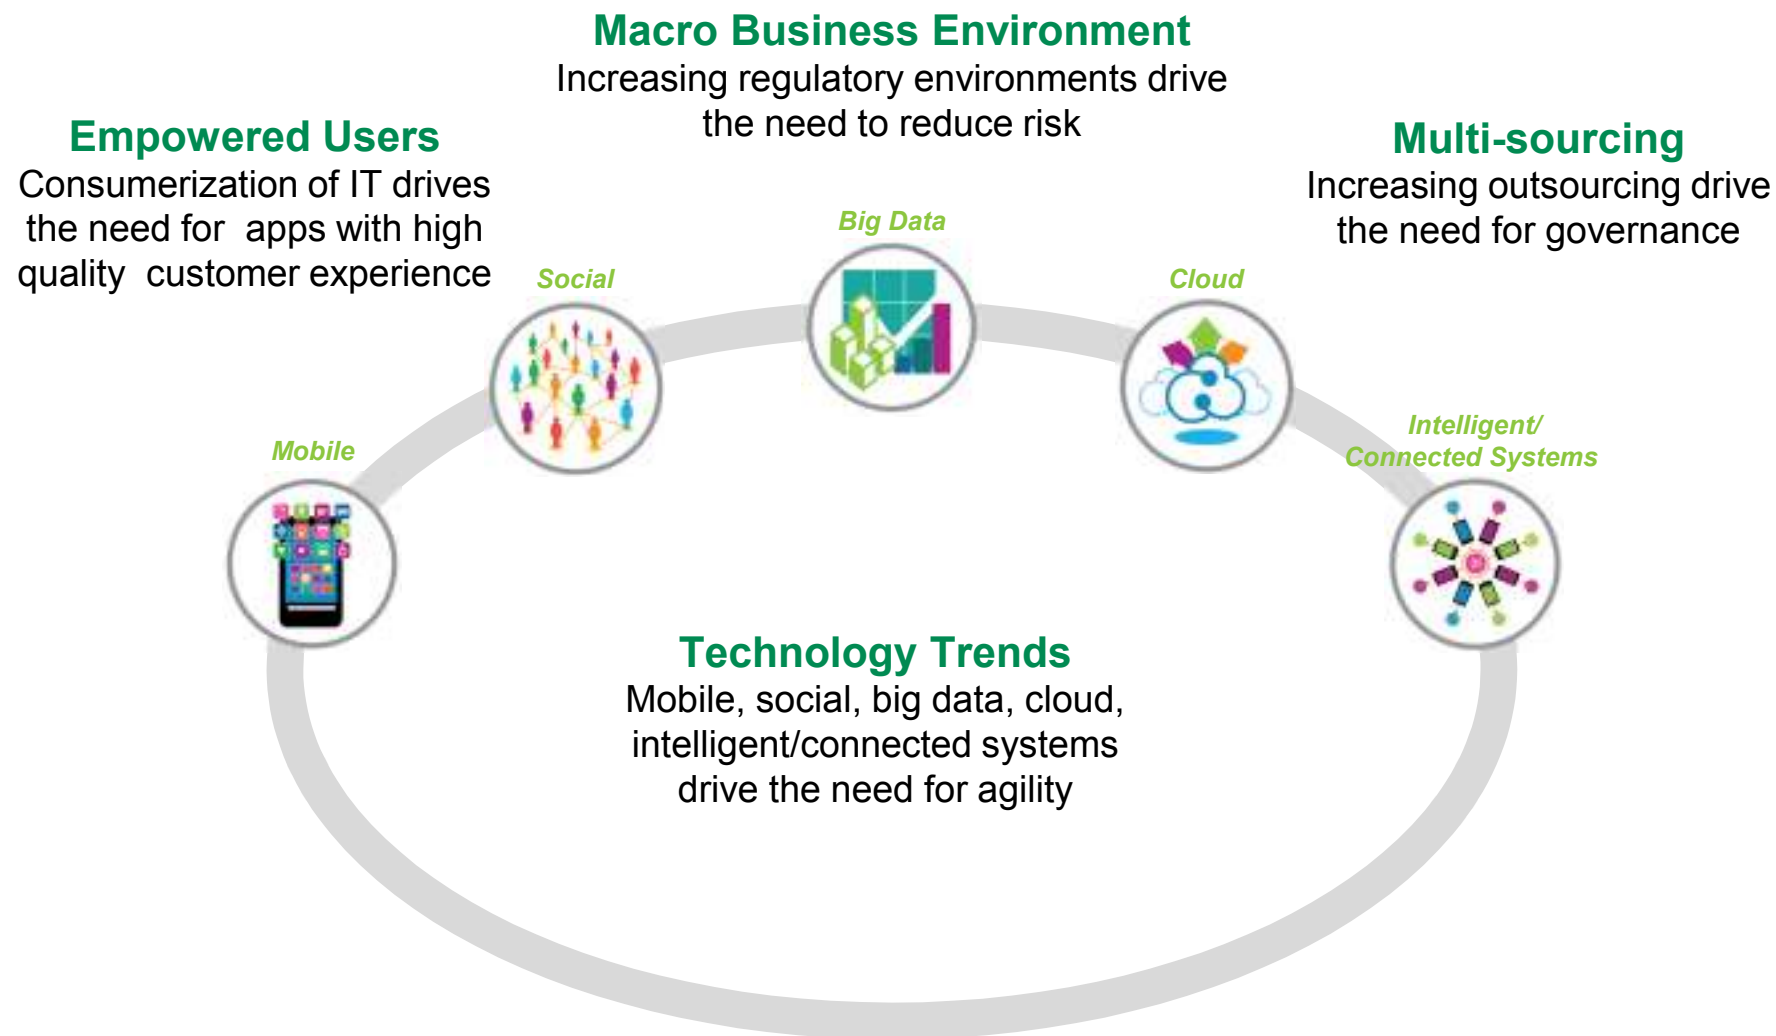 Macro Business Environment
Increasing regulatory environments drive
the need to reduce risk
Empowered Users
Consumerization of IT drives
the need for  apps with high
quality  customer experience
Multi-sourcing
Increasing outsourcing drive
the need for governance
Big Data
Social
Cloud
Mobile
Intelligent/
Connected Systems
Technology Trends
Mobile, social, big data, cloud,
intelligent/connected systems
drive the need for agility